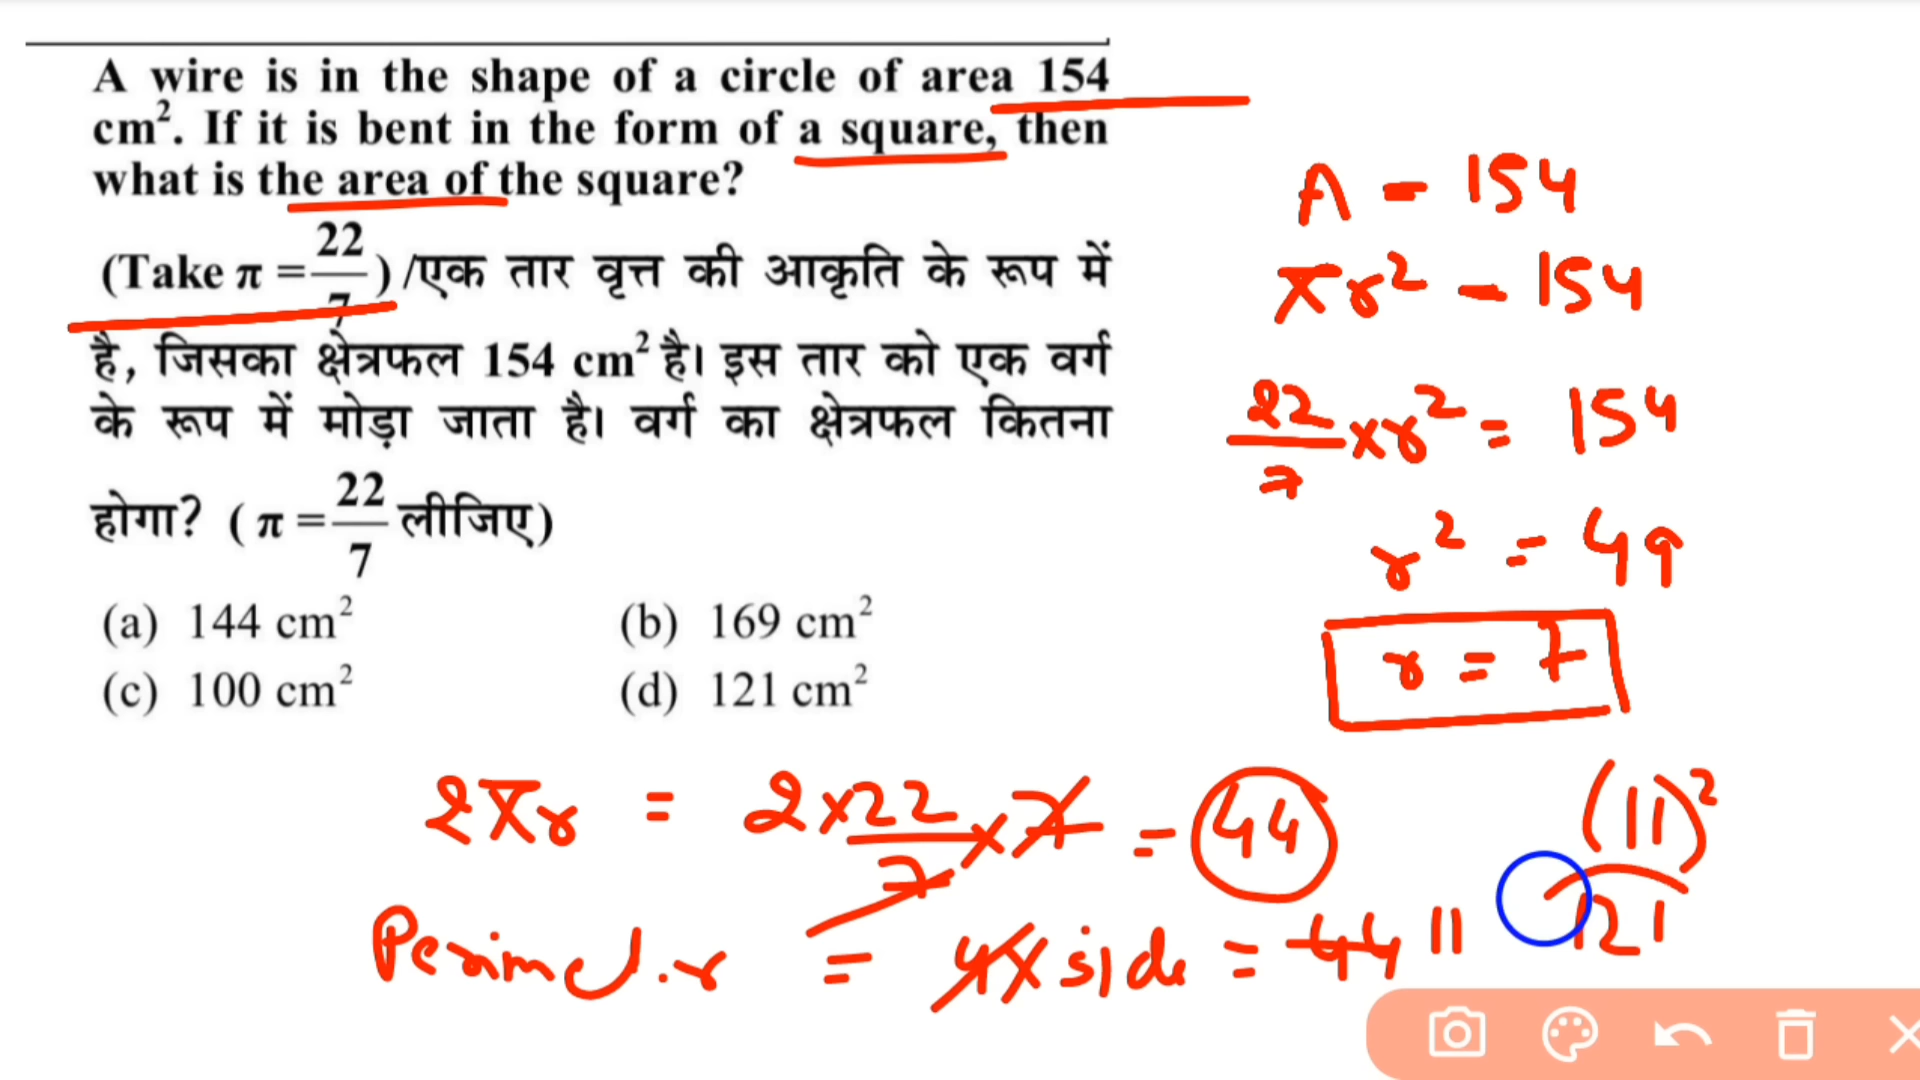 A wire is in the shape of a circle of area 154
cm². If it is bent in the form of a square, then
what is the area of the square?
(Take π = 22/7) /एक तार वृत्त की आकृति के रूप में
है, जिसका क्षेत्रफल 154 cm² है। इस तार को एक वर्ग
के रूप में मोड़ा जाता है। वर्ग का क्षेत्रफल कितना
होगा? ( π = 22/7 लीजिए)
(a) 144 cm² (b) 169 cm²
(c) 100 cm² (d) 121 cm²
A - 154
πr² - 154
22/7 × r² = 154
r² = 49
r = 7
2πr = 2 × 22/7 × 7 = 44
(11)²
121
= 4 × side = 44 11